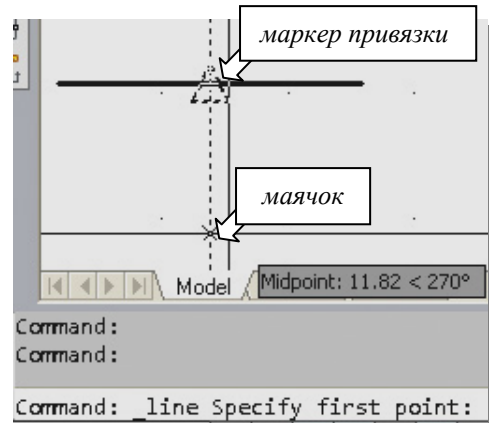 маркер привязки
маячок
Model
Midpoint: 11.82 < 270°
Command:
Command:
Command: _line Specify first point: